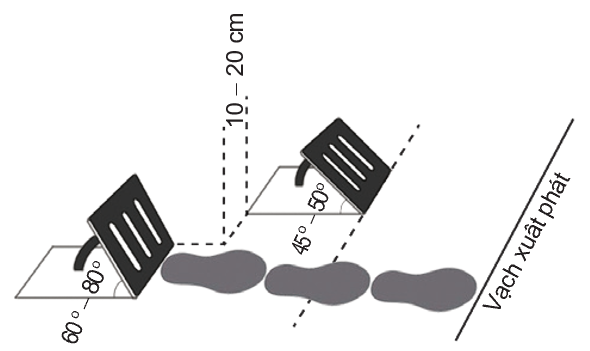 10 – 20 cm
45° – 50°
60° – 80°
Vạch xuất phát